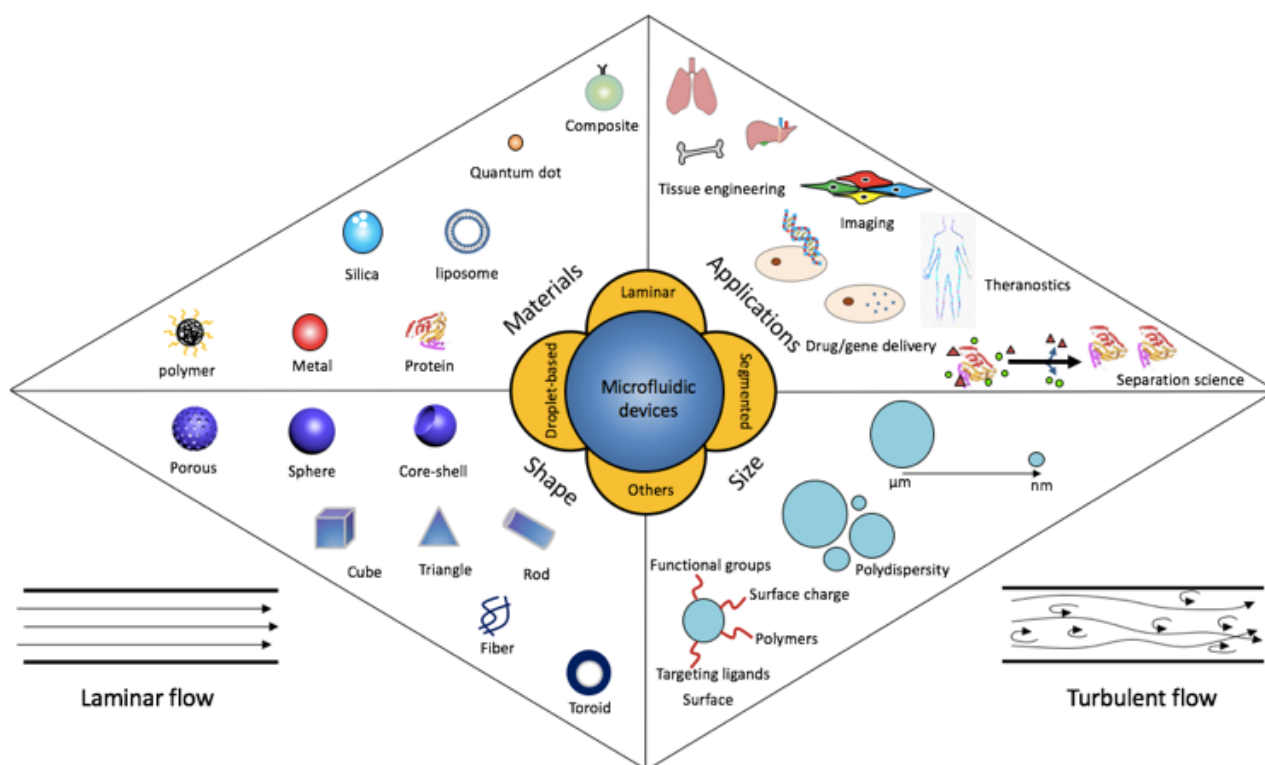 Composite
Quantum dot
Silica
liposome
polymer
Metal
Protein
Materials
Tissue engineering
Imaging
Theranostics
Drug/gene delivery
Separation science
Applications
Laminar
Droplet-based
Microfluidic
devices
Segmented
Others
Porous
Sphere
Core-shell
Shape
Cube
Triangle
Rod
Fiber
Toroid
Size
μm
nm
Polydispersity
Functional groups
Surface charge
Polymers
Targeting ligands
Surface
Laminar flow
Turbulent flow